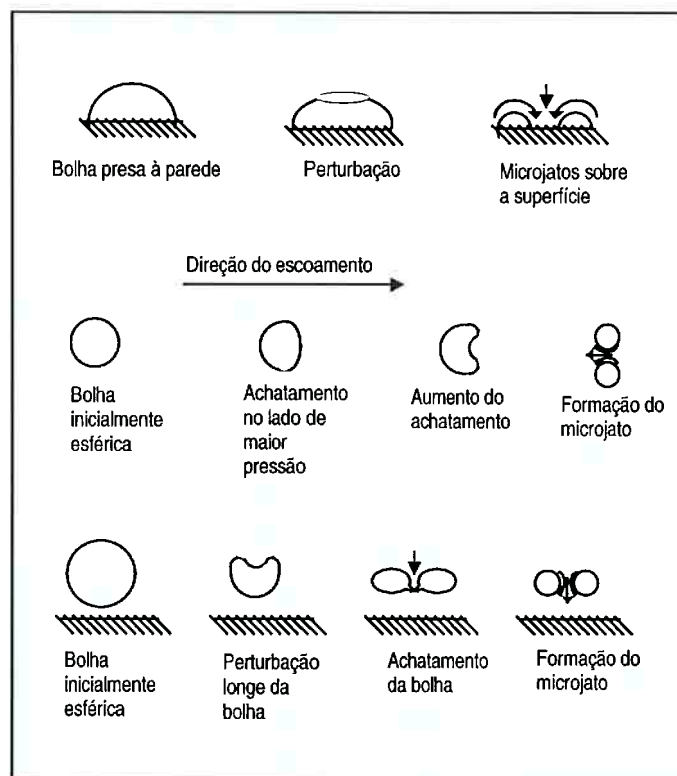 Bolha presa à parede
Perturbação
Microjatos sobre
a superfície
Direção do escoamento
Bolha
inicialmente
esférica
Achatamento
no lado de
maior
pressão
Aumento do
achatamento
Formação do
microjato
Bolha
inicialmente
esférica
Perturbação
longe da
bolha
Achatamento
da bolha
Formação do
microjato